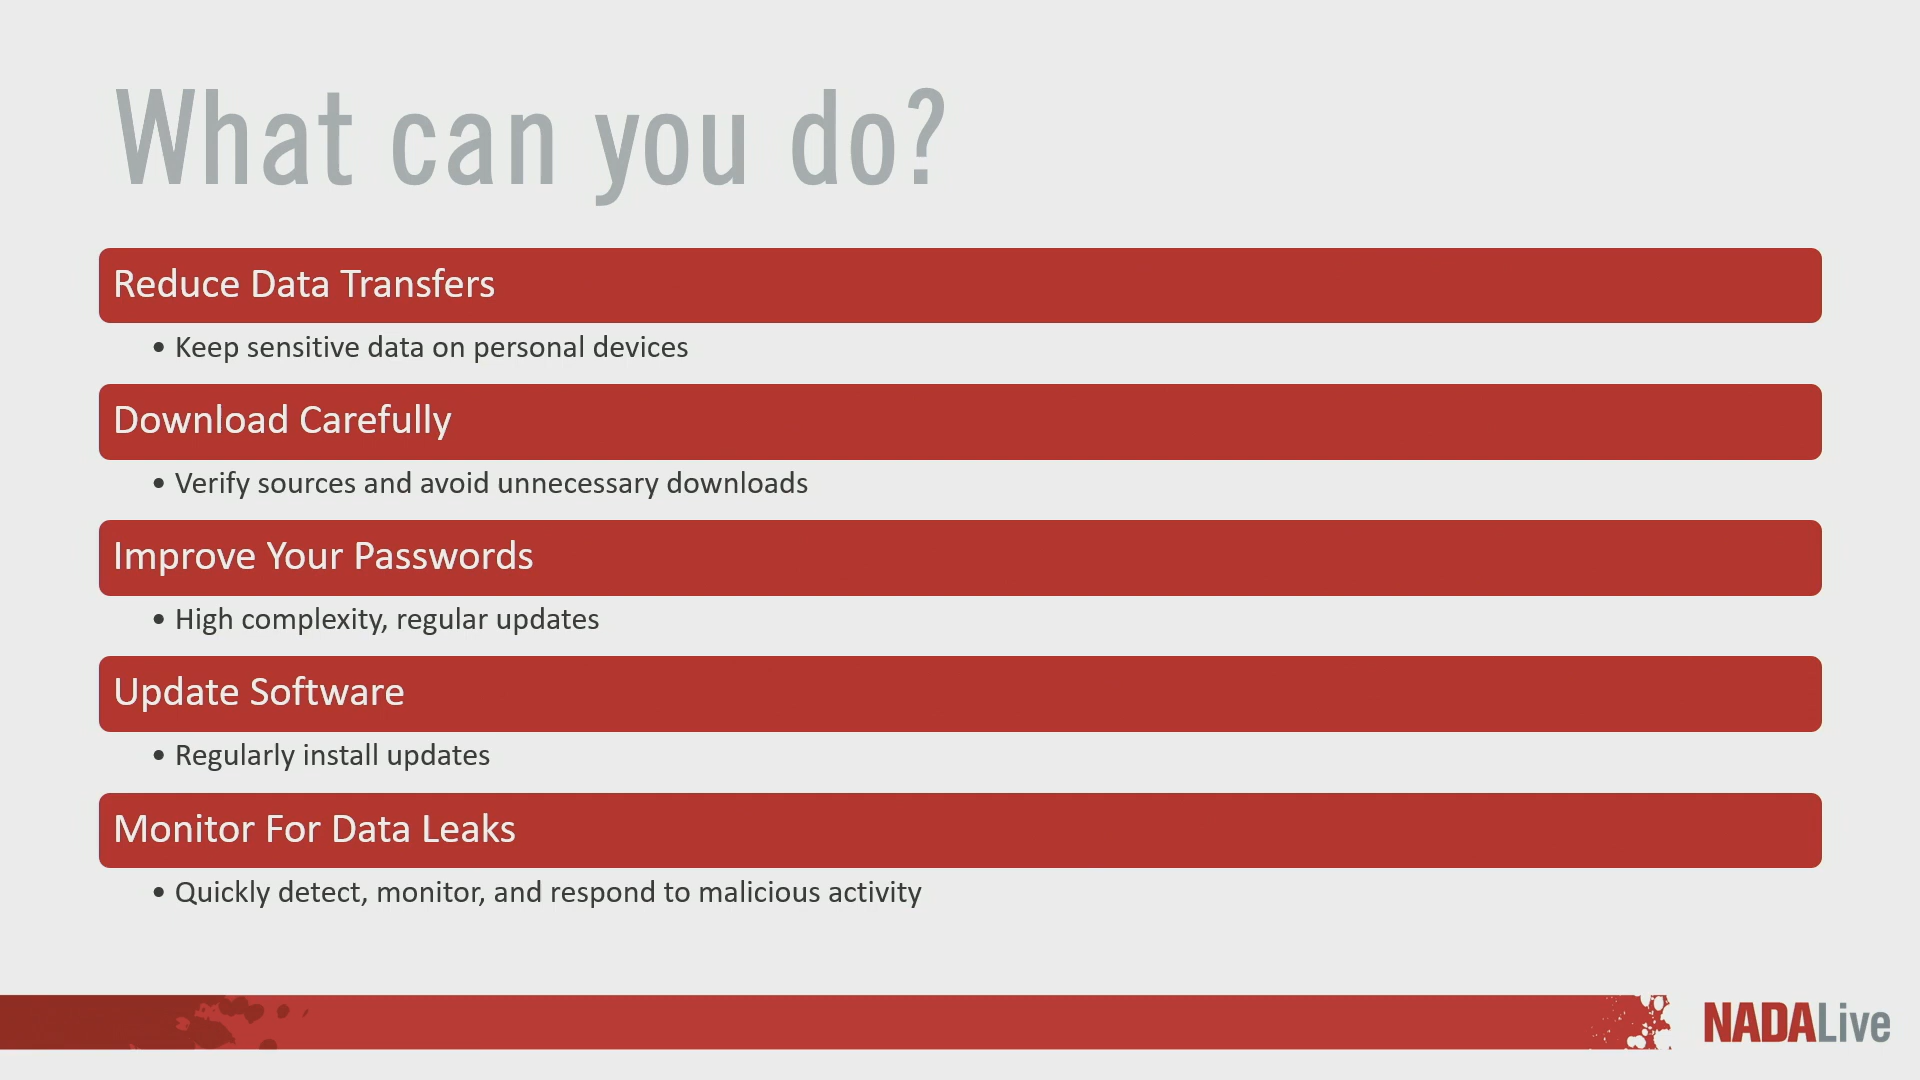 What can you do?
Reduce Data Transfers
• Keep sensitive data on personal devices
Download Carefully
• Verify sources and avoid unnecessary downloads
Improve Your Passwords
• High complexity, regular updates
Update Software
• Regularly install updates
Monitor For Data Leaks
• Quickly detect, monitor, and respond to malicious activity
NADALive